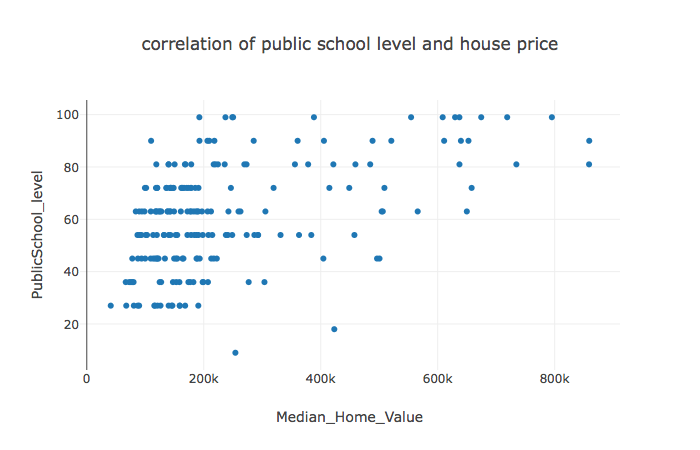 correlation of public school level and house price
PublicSchool_level
100
80
60
40
20
0
200k
400k
600k
800k
Median_Home_Value